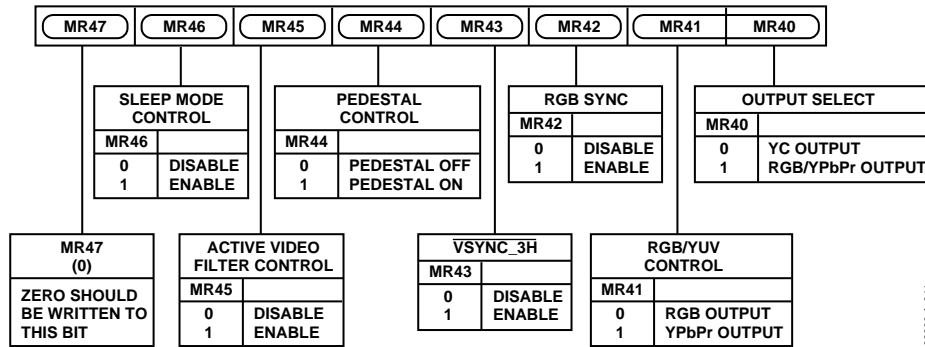 MR47 MR46 MR45 MR44 MR43 MR42 MR41 MR40
SLEEP MODE
CONTROL
MR46
0 DISABLE
1 ENABLE
PEDESTAL
CONTROL
MR44
0 PEDESTAL OFF
1 PEDESTAL ON
RGB SYNC
MR42
0 DISABLE
1 ENABLE
OUTPUT SELECT
MR40
0 YC OUTPUT
1 RGB/YPbPr OUTPUT
MR47
(0)
ZERO SHOULD
BE WRITTEN TO
THIS BIT
ACTIVE VIDEO
FILTER CONTROL
MR45
0 DISABLE
1 ENABLE
VSYNC_3H
MR43
0 DISABLE
1 ENABLE
RGB/YUV
CONTROL
MR41
0 RGB OUTPUT
1 YPbPr OUTPUT